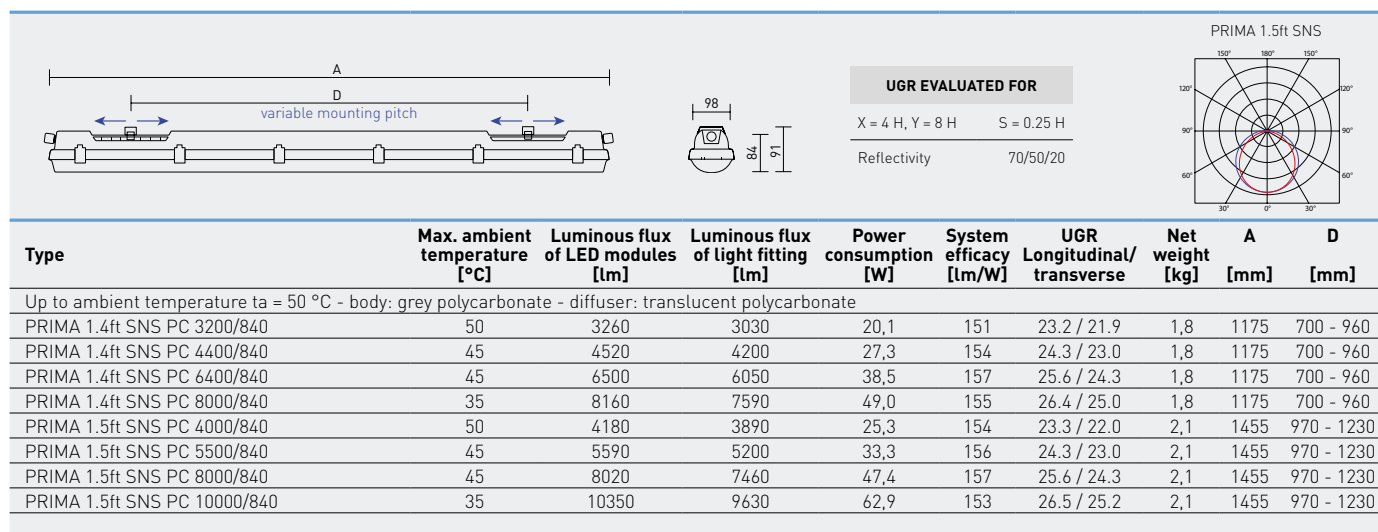 PRIMA 1.5ft SNS
A
D
variable mounting pitch
98
84
91
UGR EVALUATED FOR
X = 4 H, Y = 8 H S = 0.25 H
Reflectivity 70/50/20
150° 180° 150°
120° 120°
90° 90°
60° 60°
30° 0° 30°
Type Max. ambient temperature [°C] Luminous flux of LED modules [lm] Luminous flux of light fitting [lm] Power consumption [W] System efficacy [lm/W] UGR Longitudinal/ transverse Net weight [kg] A [mm] D [mm]
Up to ambient temperature ta = 50 °C - body: grey polycarbonate - diffuser: translucent polycarbonate
PRIMA 1.4ft SNS PC 3200/840 50 3260 3030 20,1 151 23.2 / 21.9 1,8 1175 700 - 960
PRIMA 1.4ft SNS PC 4400/840 45 4520 4200 27,3 154 24.3 / 23.0 1,8 1175 700 - 960
PRIMA 1.4ft SNS PC 6400/840 45 6500 6050 38,5 157 25.6 / 24.3 1,8 1175 700 - 960
PRIMA 1.4ft SNS PC 8000/840 35 8160 7590 49,0 155 26.4 / 25.0 1,8 1175 700 - 960
PRIMA 1.5ft SNS PC 4000/840 50 4180 3890 25,3 154 23.3 / 22.0 2,1 1455 970 - 1230
PRIMA 1.5ft SNS PC 5500/840 45 5590 5200 33,3 156 24.3 / 23.0 2,1 1455 970 - 1230
PRIMA 1.5ft SNS PC 8000/840 45 8020 7460 47,4 157 25.6 / 24.3 2,1 1455 970 - 1230
PRIMA 1.5ft SNS PC 10000/840 35 10350 9630 62,9 153 26.5 / 25.2 2,1 1455 970 - 1230